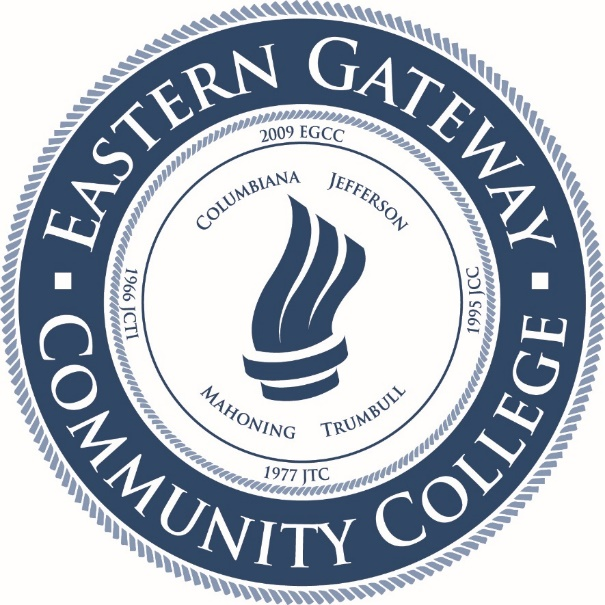 EASTERN GATEWAY
COMMUNITY COLLEGE
2009 EGCC
1966 JCTI
1995 JCC
1977 JTC
COLUMBIANA
JEFFERSON
MAHONING
TRUMBULL